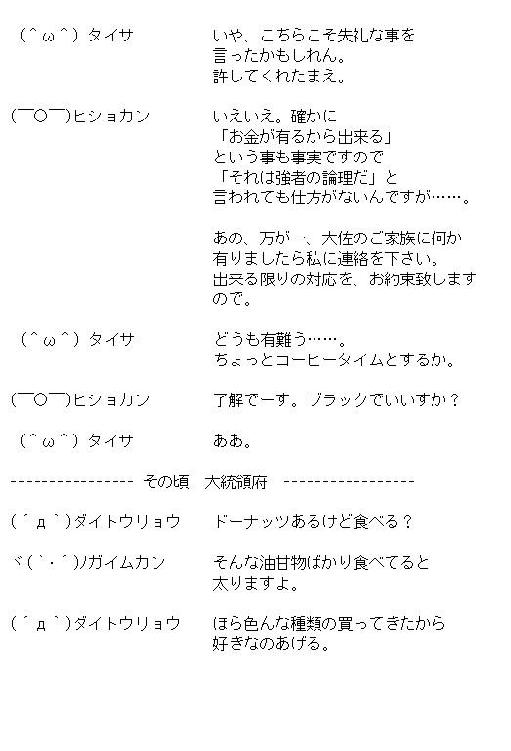 （＾ω＾）タイサ　いや、こちらこそ失礼な事を
言ったかもしれん。
許してくれたまえ。
(￣○￣)ヒショカン　いえいえ。確かに
「お金が有るから出来る」
という事も事実ですので
「それは強者の論理だ」と
言われても仕方がないんですが……。
あの、万が一、大佐のご家族に何か
有りましたら私に連絡を下さい。
出来る限りの対応を、お約束致します
ので。
（＾ω＾）タイサ　どうも有難う……。
ちょっとコーヒータイムとするか。
(￣○￣)ヒショカン　了解でーす。ブラックでいいすか？
（＾ω＾）タイサ　ああ。
---------------- その頃　大統領府 -----------------
(´д｀)ダイトウリョウ　ドーナッツあるけど食べる？
ヾ(｀・´)ﾉガイムカン　そんな油甘物ばかり食べてると
太りますよ。
(´д｀)ダイトウリョウ　ほら色んな種類の買ってきたから
好きなのあげる。